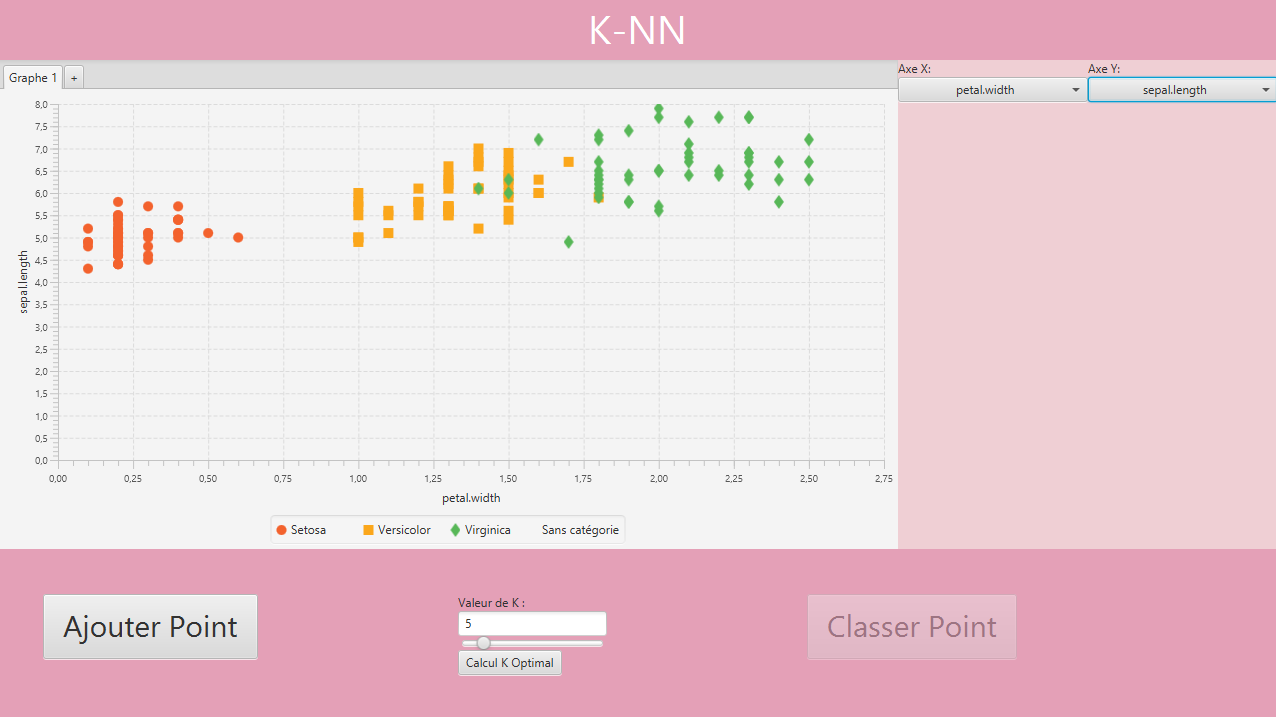 K-NN
Graphe 1 +
Axe X: Axe Y:
petal.width sepal.length
8,0
7,5
7,0
6,5
6,0
5,5
5,0
4,5
4,0
3,5
3,0
2,5
2,0
1,5
1,0
0,5
0,0
sepal.length
0,00 0,25 0,50 0,75 1,00 1,25 1,50 1,75 2,00 2,25 2,50 2,75
petal.width
Setosa Versicolor Virginica Sans catégorie
Ajouter Point
Valeur de K :
5
Calcul K Optimal
Classer Point